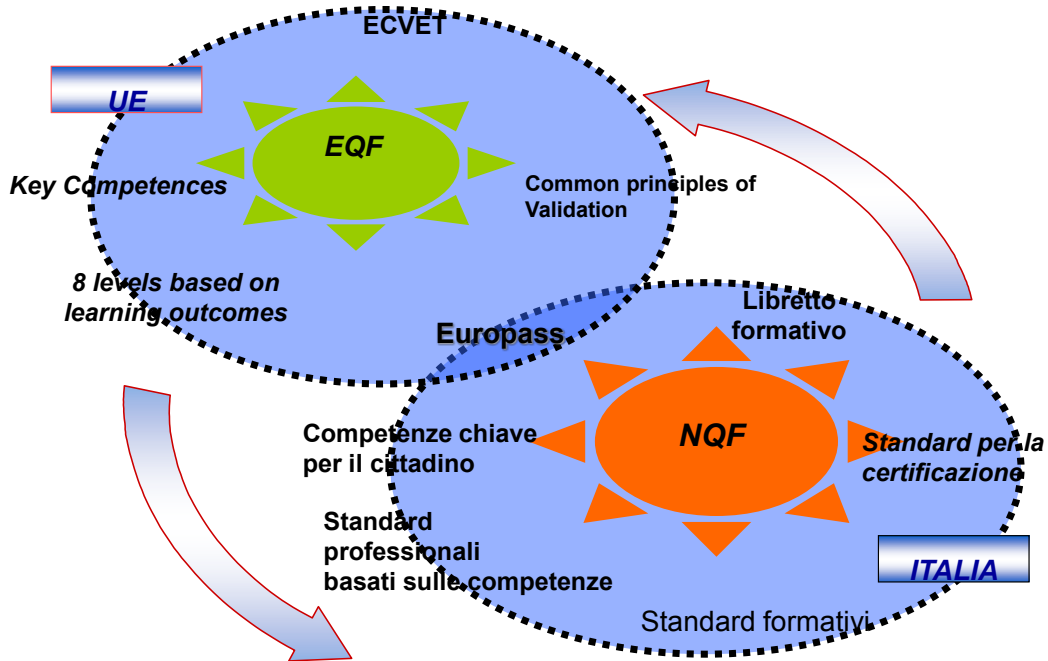 ECVET
UE
EQF
Key Competences
Common principles of
Validation
8 levels based on
learning outcomes
Europass
Libretto
formativo
NQF
Competenze chiave
per il cittadino
Standard per la
certificazione
Standard
professionali
basati sulle competenze
ITALIA
Standard formativi